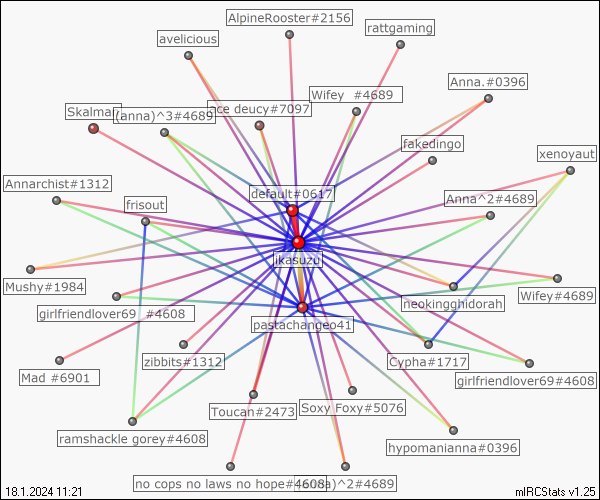 AlpineRooster#2156
rattgaming
avelicious
Anna.#0396
Wifey #4689
ace deucy#7097
Skalman
(anna)^3#4689
fakedingo
xenoyaut
Annarchist#1312
default#0617
Anna^2#4689
frisout
ikasuzu
Mushy#1984
neokingghidorah
Wifey#4689
girlfriendlover69 #4608
pastachangeo41
zibbits#1312
Cypha#1717
Mad #6901
girlfriendlover69#4608
Toucan#2473
Soxy Foxy#5076
ramshackle gorey#4608
hypomanianna#0396
no cops no laws no hope #4608
)^2#4689
18.1.2024 11:21
mIRCStats v1.25